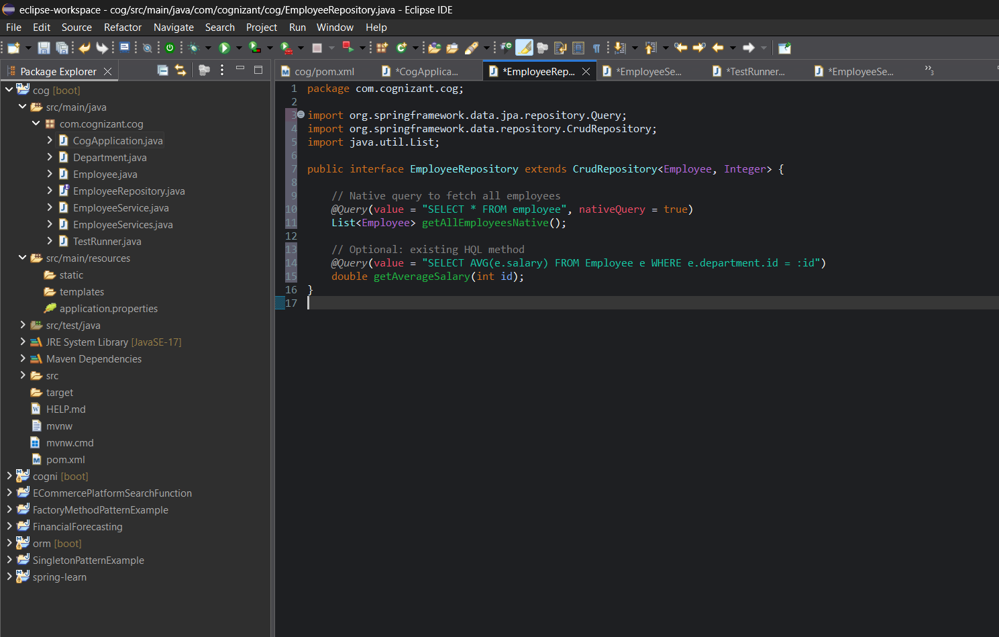 eclipse-workspace - cog/src/main/java/com/cognizant/cog/EmployeeRepository.java - Eclipse IDE
File Edit Source Refactor Navigate Search Project Run Window Help
Package Explorer
cog [boot]
src/main/java
com.cognizant.cog
CogApplication.java
Department.java
Employee.java
EmployeeRepository.java
EmployeeService.java
EmployeeServices.java
TestRunner.java
src/main/resources
static
templates
application.properties
src/test/java
JRE System Library [JavaSE-17]
Maven Dependencies
src
target
HELP.md
mvnw
mvnw.cmd
pom.xml
cogni [boot]
ECommercePlatformSearchFunction
FactoryMethodPatternExample
FinancialForecasting
orm [boot]
SingletonPatternExample
spring-learn
cog/pom.xml *CogApplica... *EmployeeRep... *EmployeeSe... *TestRunner... *EmployeeSe... »3
1 package com.cognizant.cog;
2
3 import org.springframework.data.jpa.repository.Query;
4 import org.springframework.data.repository.CrudRepository;
5 import java.util.List;
6
7 public interface EmployeeRepository extends CrudRepository<Employee, Integer> {
8
9 // Native query to fetch all employees
10 @Query(value = "SELECT * FROM employee", nativeQuery = true)
11 List<Employee> getAllEmployeesNative();
12
13 // Optional: existing HQL method
14 @Query(value = "SELECT AVG(e.salary) FROM Employee e WHERE e.department.id = :id")
15 double getAverageSalary(int id);
16 }
17